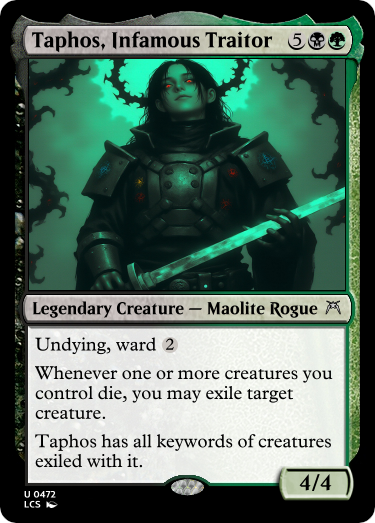 Taphos, Infamous Traitor 5
Legendary Creature — Maolite Rogue
Undying, ward 2
Whenever one or more creatures you
control die, you may exile target
creature.
Taphos has all keywords of creatures
exiled with it.
4/4
U 0472
LCS